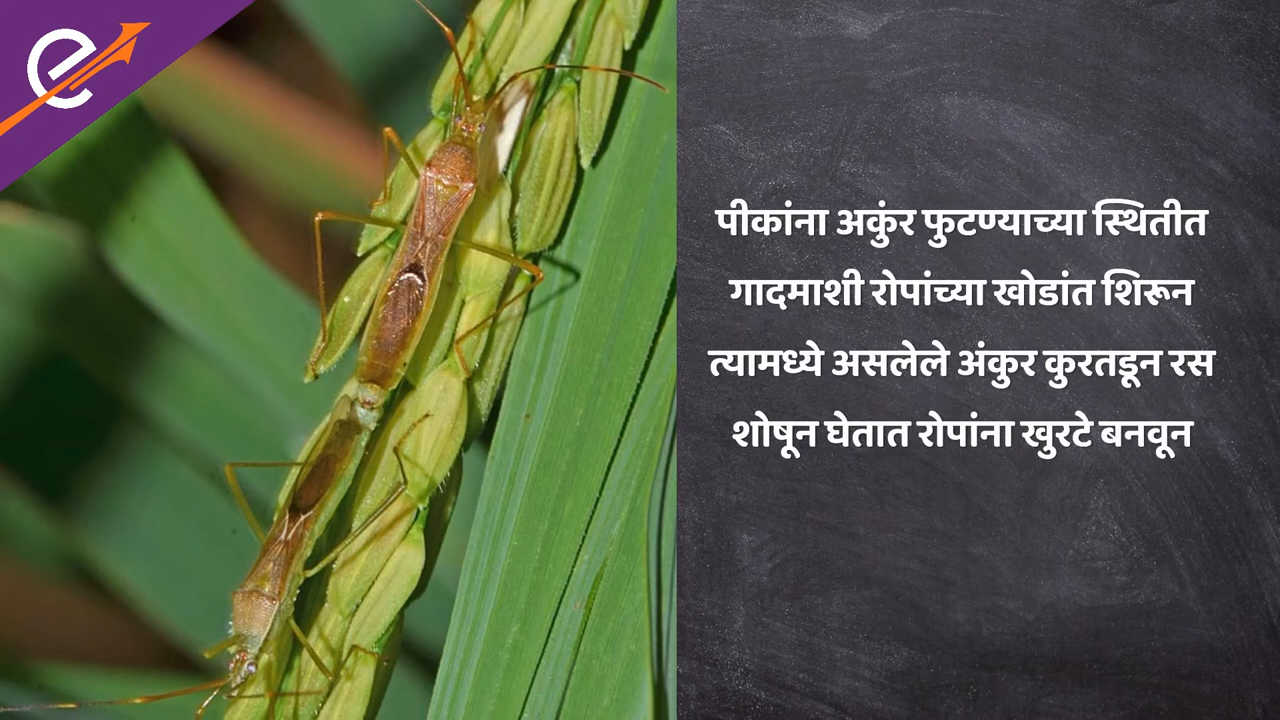 पीकांना अकुंर फुटण्याच्या स्थितीत
गादमाशी रोपांच्या खोडांत शिरून
त्यामध्ये असलेले अंकुर कुरतडून रस
शोषून घेतात रोपांना खुरटे बनवून